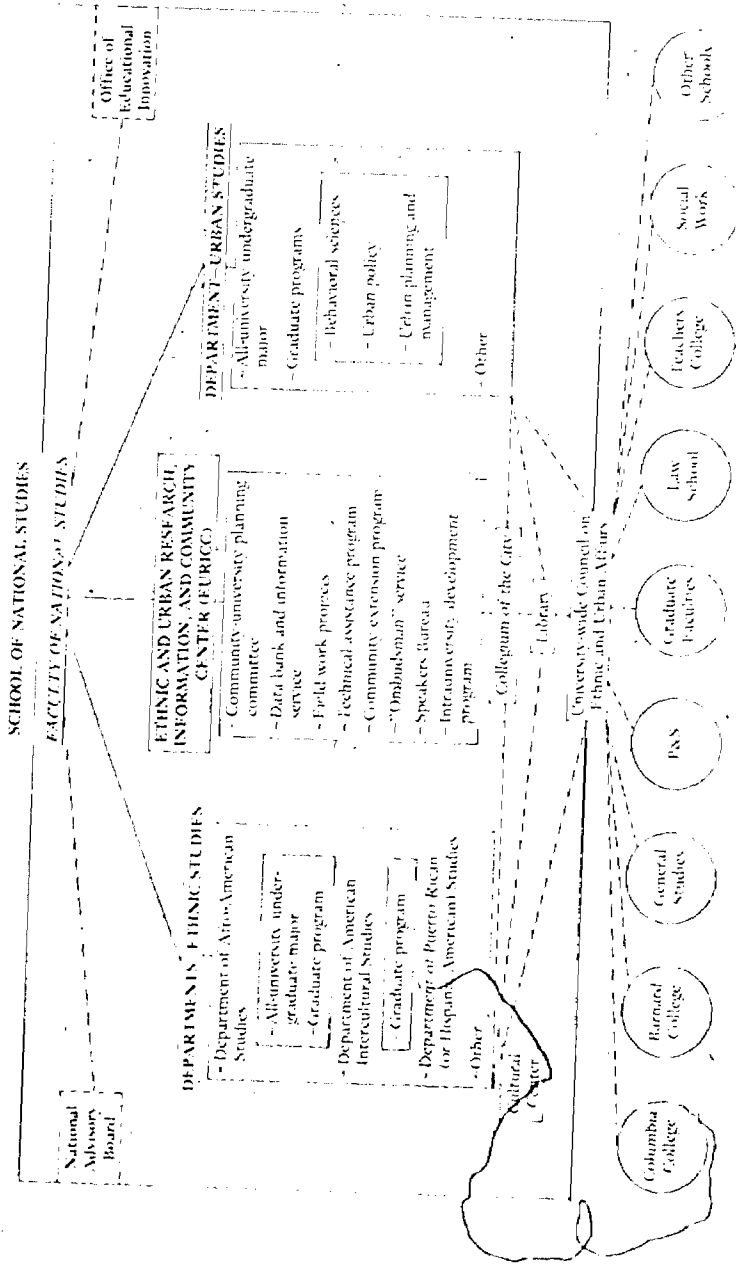 SCHOOL OF NATIONAL STUDIES
FACULTY OF NATIONAL STUDIES
National
Advisory
Board
Office of
Educational
Innovation
DEPARTMENTS–ETHNIC STUDIES
- Department of Afro-American
Studies
- All-university under-
graduate major
- Graduate program
- Department of American
Intercultural Studies
- Graduate program
- Department of Puerto Rican
(or Hispanic American) Studies
- Other
ETHNIC AND URBAN RESEARCH,
INFORMATION, AND COMMUNITY
CENTER (EURICC)
- Community-university planning
committee
- Data bank and information
service
- Field work projects
- Technical assistance program
- Community extension program
- "Ombudsman" service
- Speakers Bureau
- Intrauniversity development
program
DEPARTMENT–URBAN STUDIES
- All-university undergraduate
major
- Graduate programs
- Behavioral sciences
- Urban policy
- Urban planning and
management
- Other
Cultural
Center
Collegium of the City
Library
University-wide Council on
Ethnic and Urban Affairs
Columbia
College
Barnard
College
General
Studies
P&S
Graduate
Faculties
Law
School
Teachers
College
Social
Work
Other
Schools